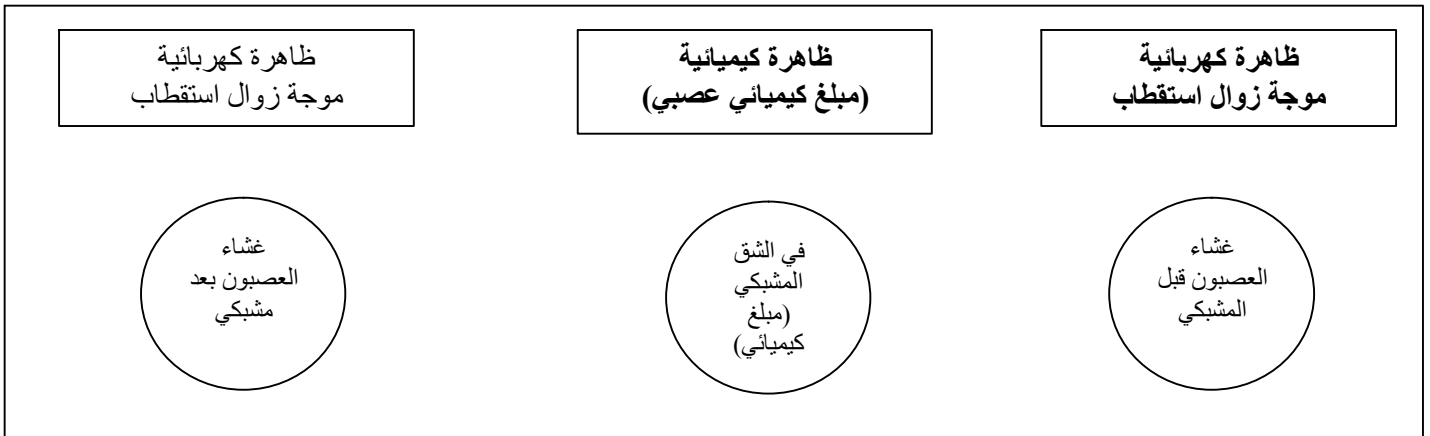 ظاهرة كهربائية
موجة زوال استقطاب
ظاهرة كيميائية
(مبلغ كيميائي عصبي)
ظاهرة كهربائية
موجة زوال استقطاب
غشاء
العصبون قبل
المشبكي
في الشق
المشبكي
(مبلغ
كيميائي)
غشاء
العصبون بعد
مشبكي